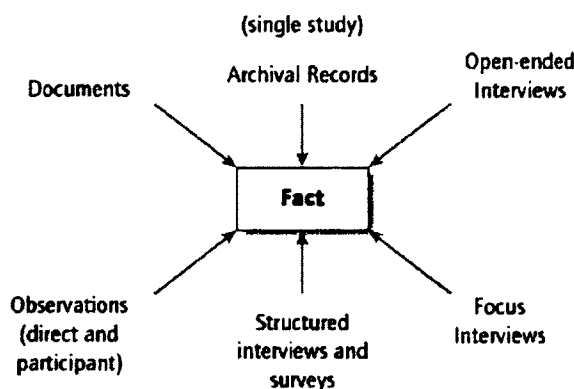 (single study)
Archival Records
Documents
Open-ended
Interviews
Fact
Observations
(direct and
participant)
Structured
interviews and
surveys
Focus
Interviews